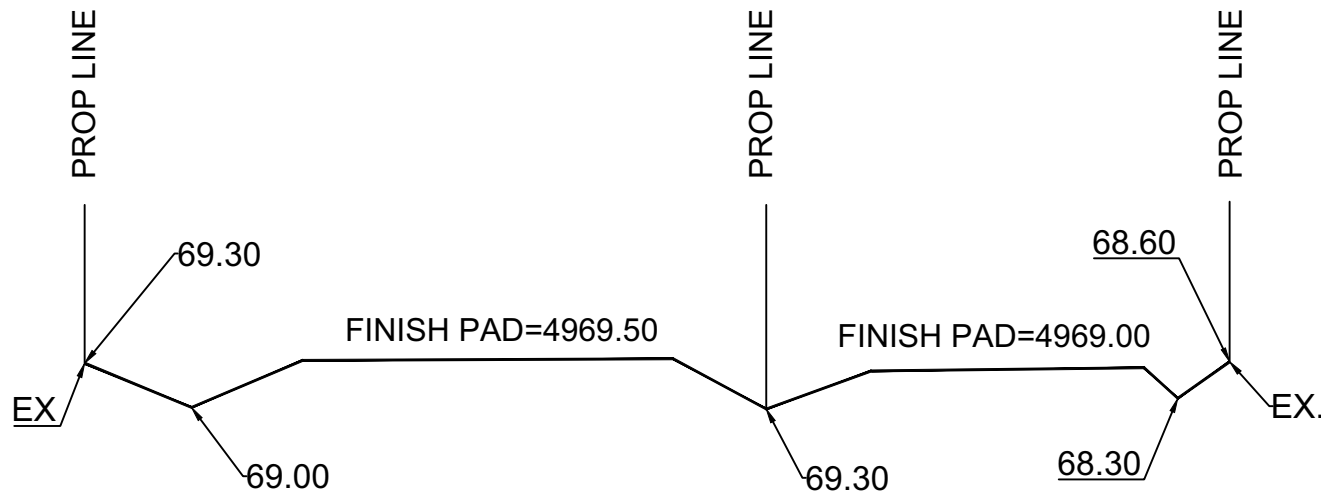 PROP LINE
PROP LINE
PROP LINE
69.30
68.60
FINISH PAD=4969.50
FINISH PAD=4969.00
EX
EX.
69.00
69.30
68.30